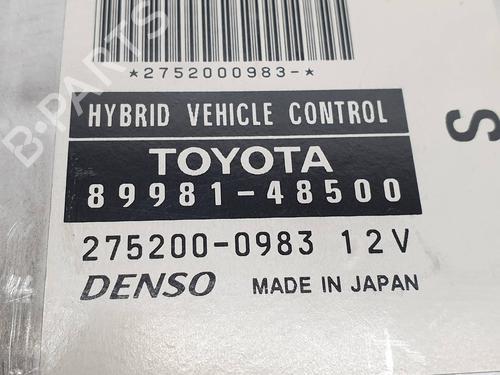 *2752000983-*
HYBRID VEHICLE CONTROL
TOYOTA
89981-48500
275200-0983 12V
DENSO MADE IN JAPAN
S
B-PARTS